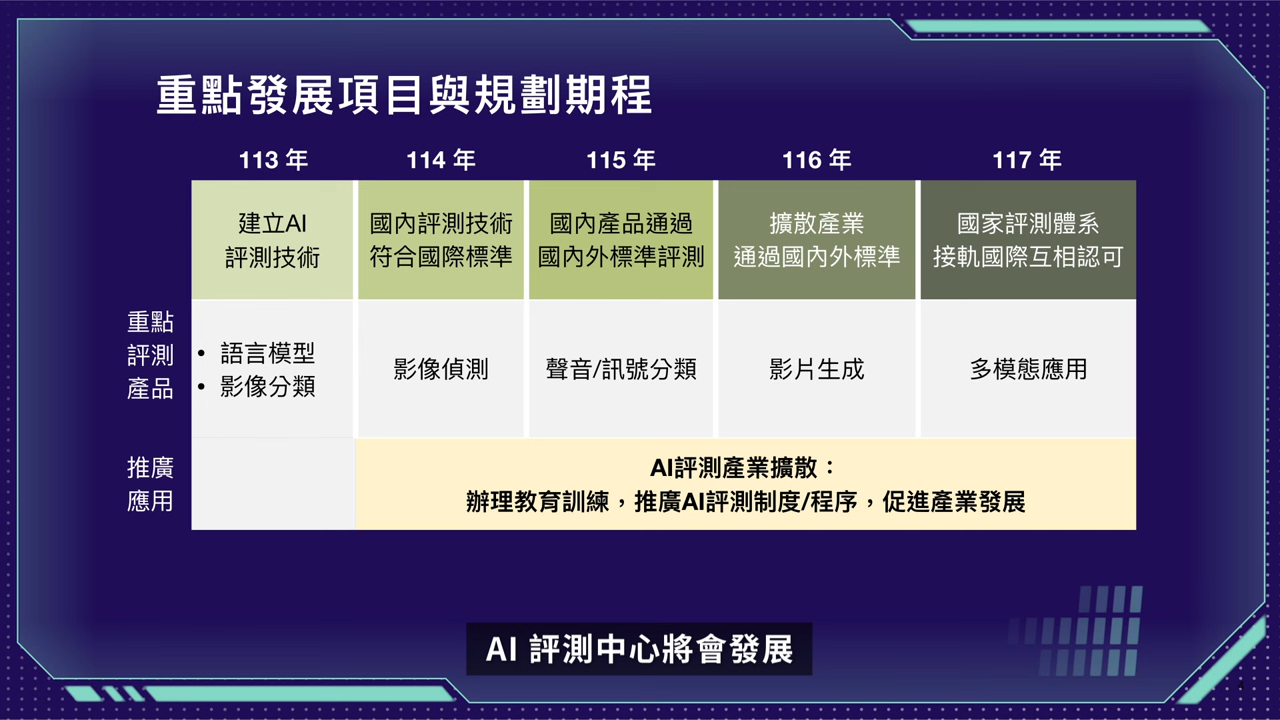 重點發展項目與規劃期程
113 年
114 年
115 年
116 年
117 年
建立AI
評測技術
國內評測技術
符合國際標準
國內產品通過
國內外標準評測
擴散產業
通過國內外標準
國家評測體系
接軌國際互相認可
重點
評測
產品
• 語言模型
• 影像分類
影像偵測
聲音/訊號分類
影片生成
多模態應用
推廣
應用
AI評測產業擴散：
辦理教育訓練，推廣AI評測制度/程序，促進產業發展
AI 評測中心將會發展